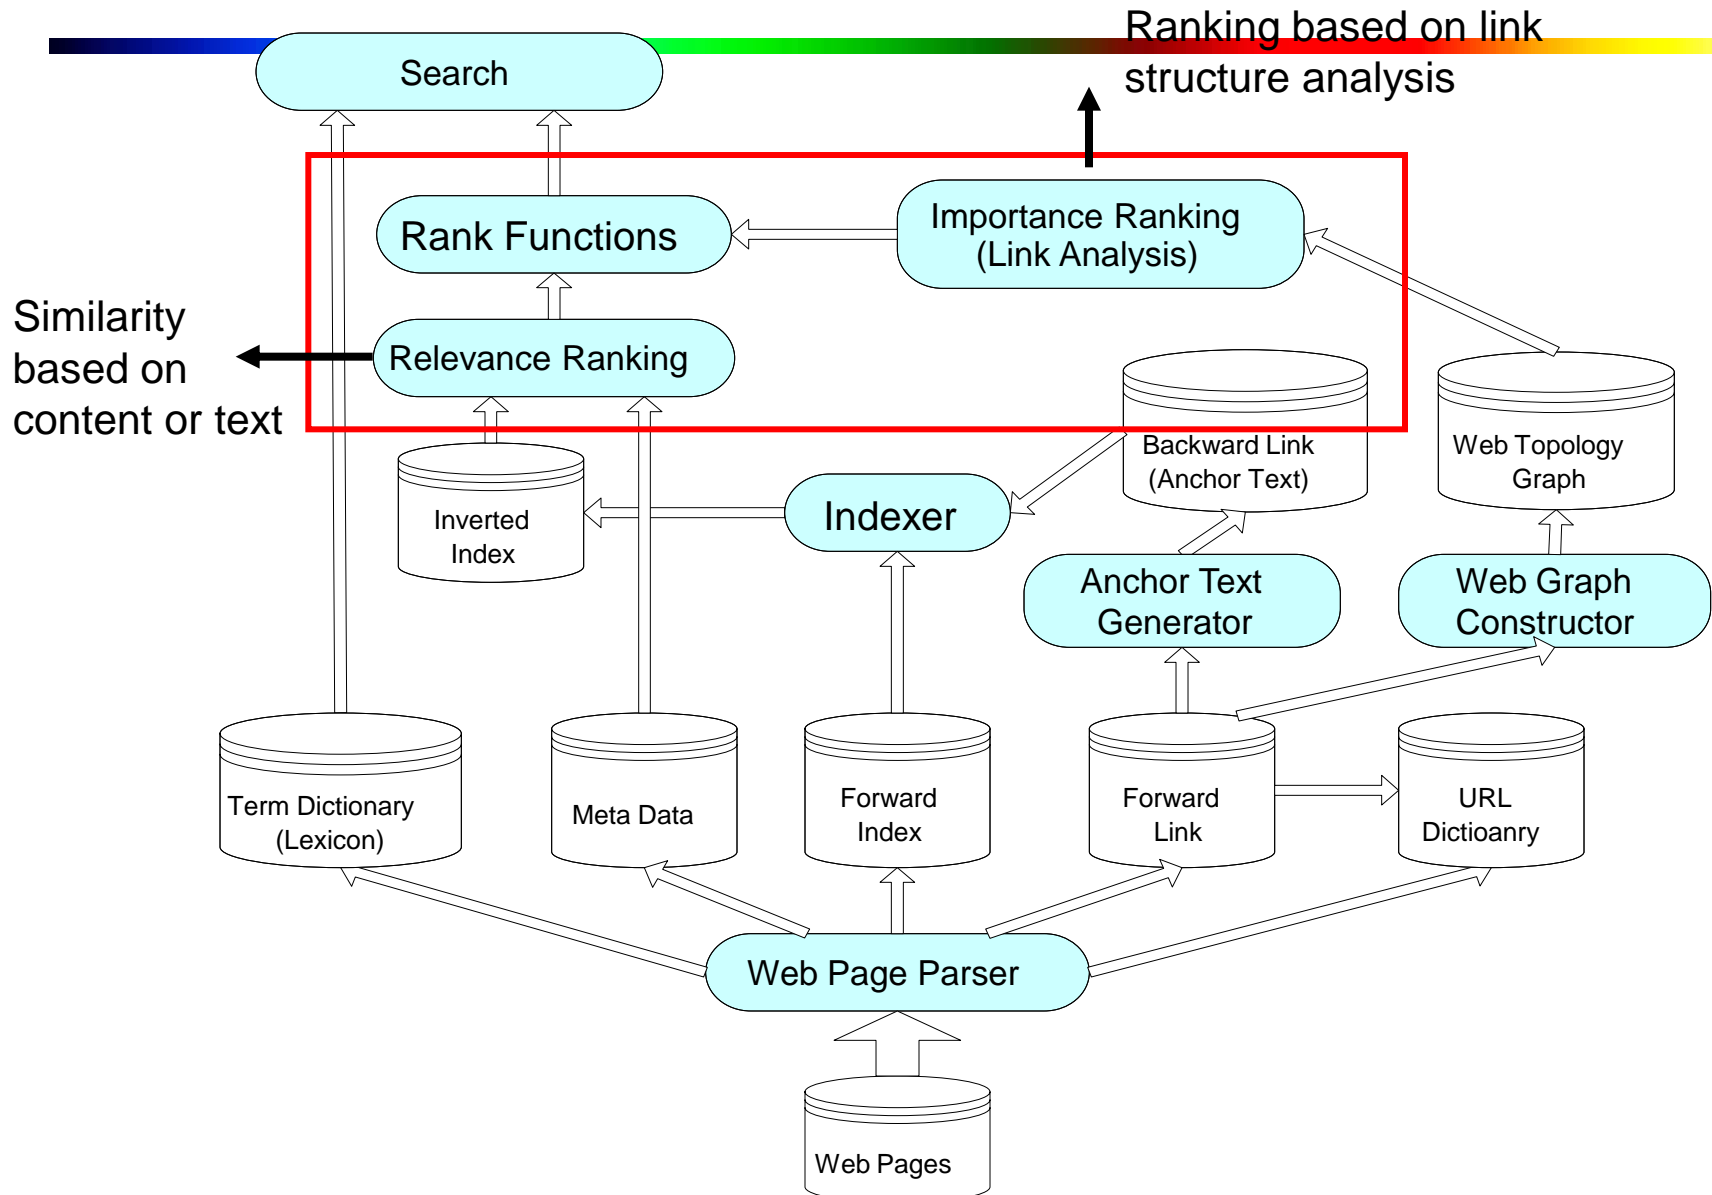 Ranking based on link
structure analysis
Search
Rank Functions
Importance Ranking
(Link Analysis)
Similarity
based on
content or text
Relevance Ranking
Backward Link
(Anchor Text)
Web Topology
Graph
Inverted
Index
Indexer
Anchor Text
Generator
Web Graph
Constructor
Term Dictionary
(Lexicon)
Meta Data
Forward
Index
Forward
Link
URL
Dictioanry
Web Page Parser
Web Pages